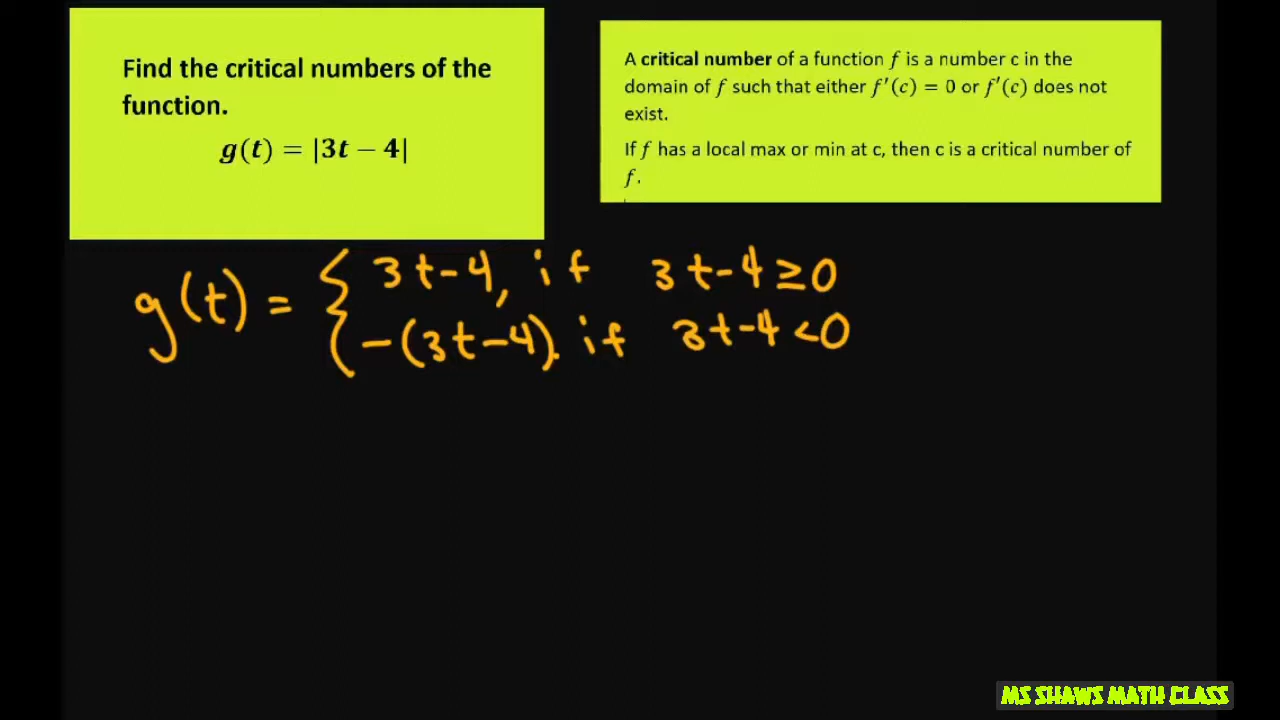 Find the critical numbers of the
function.
g(t) = |3t − 4|
A critical number of a function f is a number c in the
domain of f such that either f′(c) = 0 or f′(c) does not
exist.
If f has a local max or min at c, then c is a critical number of
f.
g(t) = { 3t-4, if 3t-4 ≥ 0
-(3t-4). if 3t-4 < 0
MS SHAWS MATH CLASS